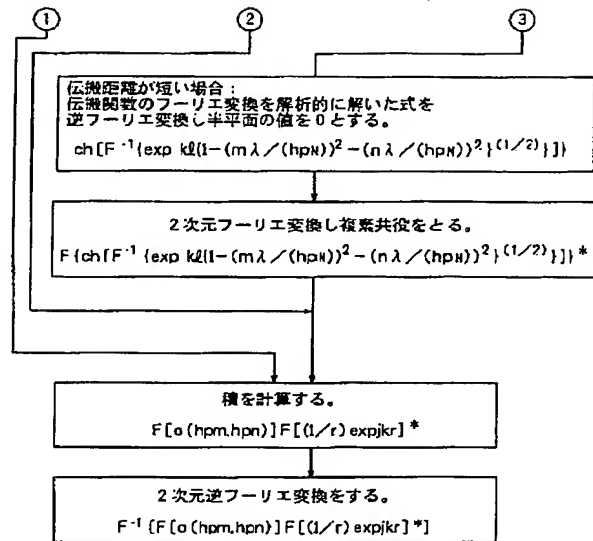 ① ② ③
伝搬距離が短い場合：
伝搬関数のフーリエ変換を解析的に解いた式を
逆フーリエ変換し半平面の値を０とする。
ch[F⁻¹{exp kℓ{1-(mλ/(hpN))²-(nλ/(hpN))²}^(1/2)}]}
２次元フーリエ変換し複素共役をとる。
F{ch[F⁻¹{exp kℓ{1-(mλ/(hpN))²-(nλ/(hpN))²}^(1/2)}]}*
積を計算する。
F[o(hpm,hpn)]F[(1/r)expjkr]*
２次元逆フーリエ変換をする。
F⁻¹{F[o(hpm,hpn)]F[(1/r)expjkr]*]